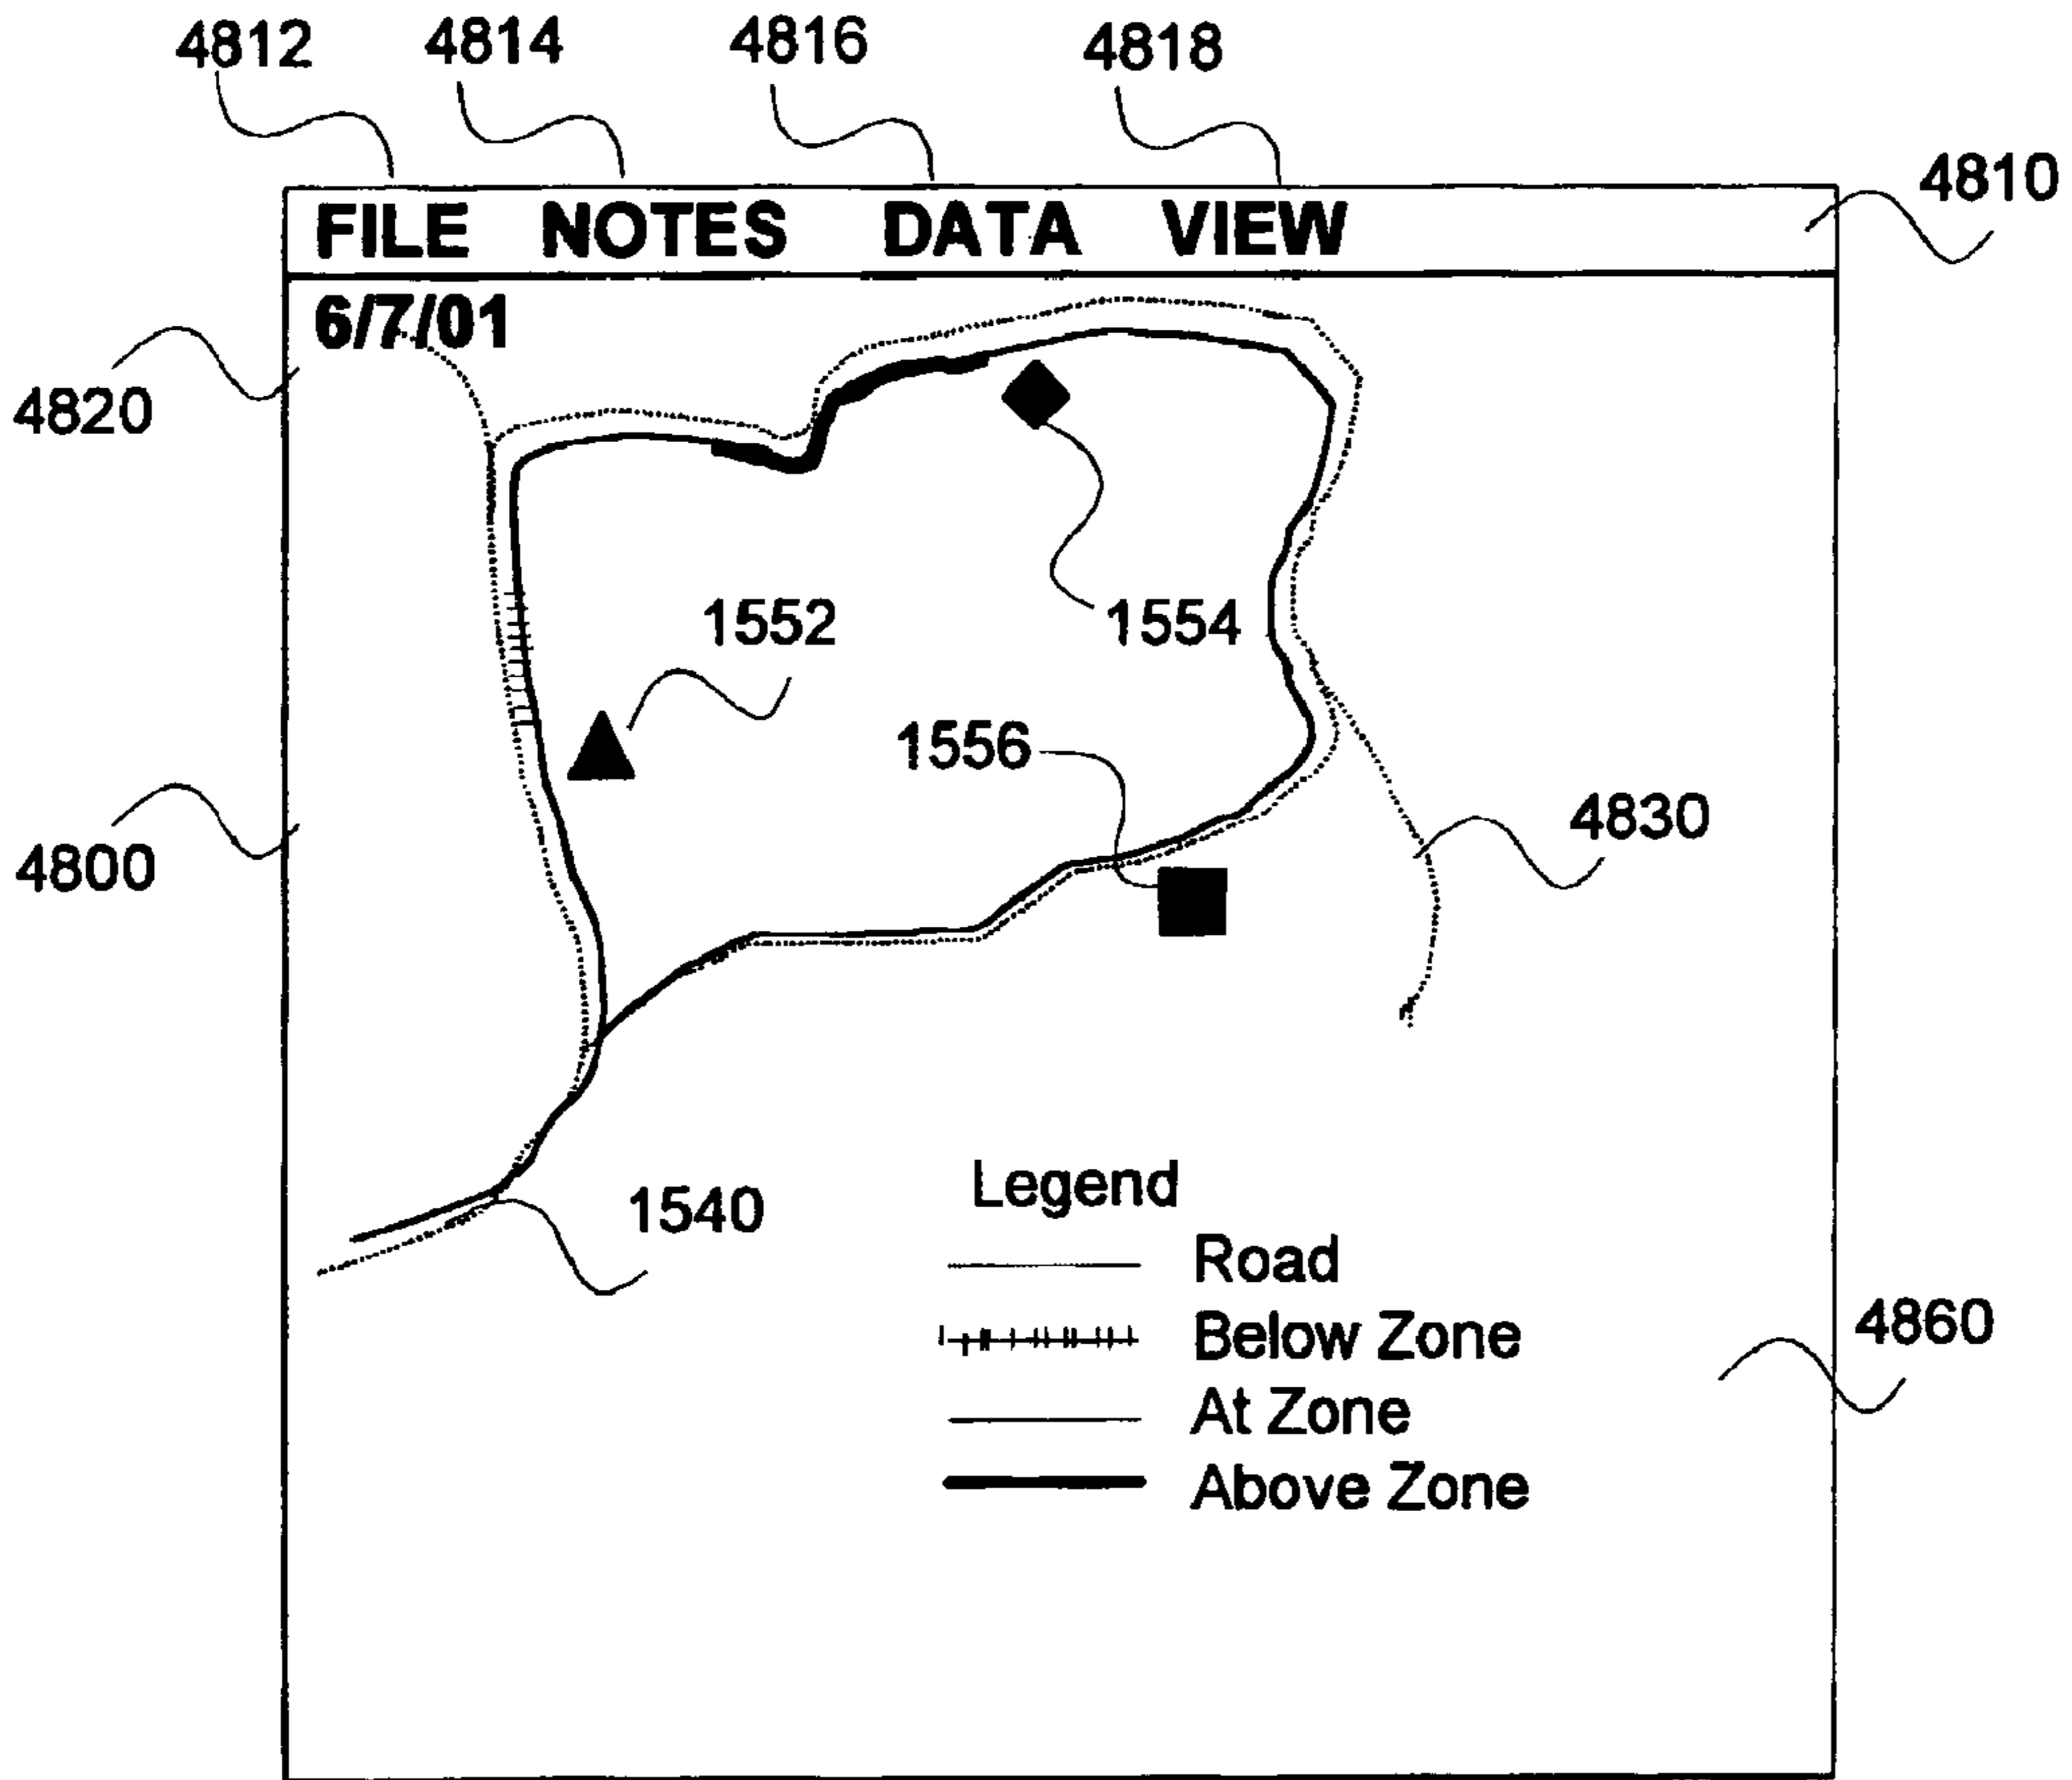 4812 4814 4816 4818
4810
FILE NOTES DATA VIEW
6/7/01
4820
1552 1554
1556
4830
4800
Legend
1540
Road
4860
Below Zone
At Zone
Above Zone